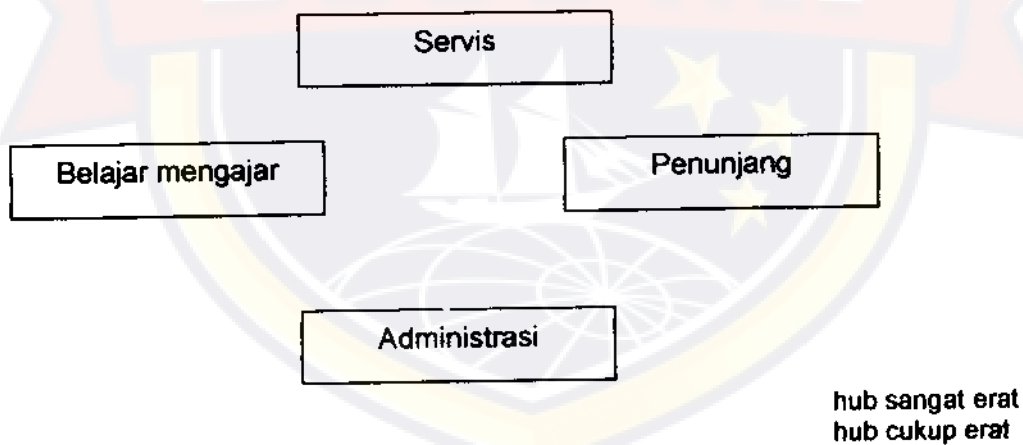 Servis
Belajar mengajar
Penunjang
Administrasi
hub sangat erat
hub cukup erat